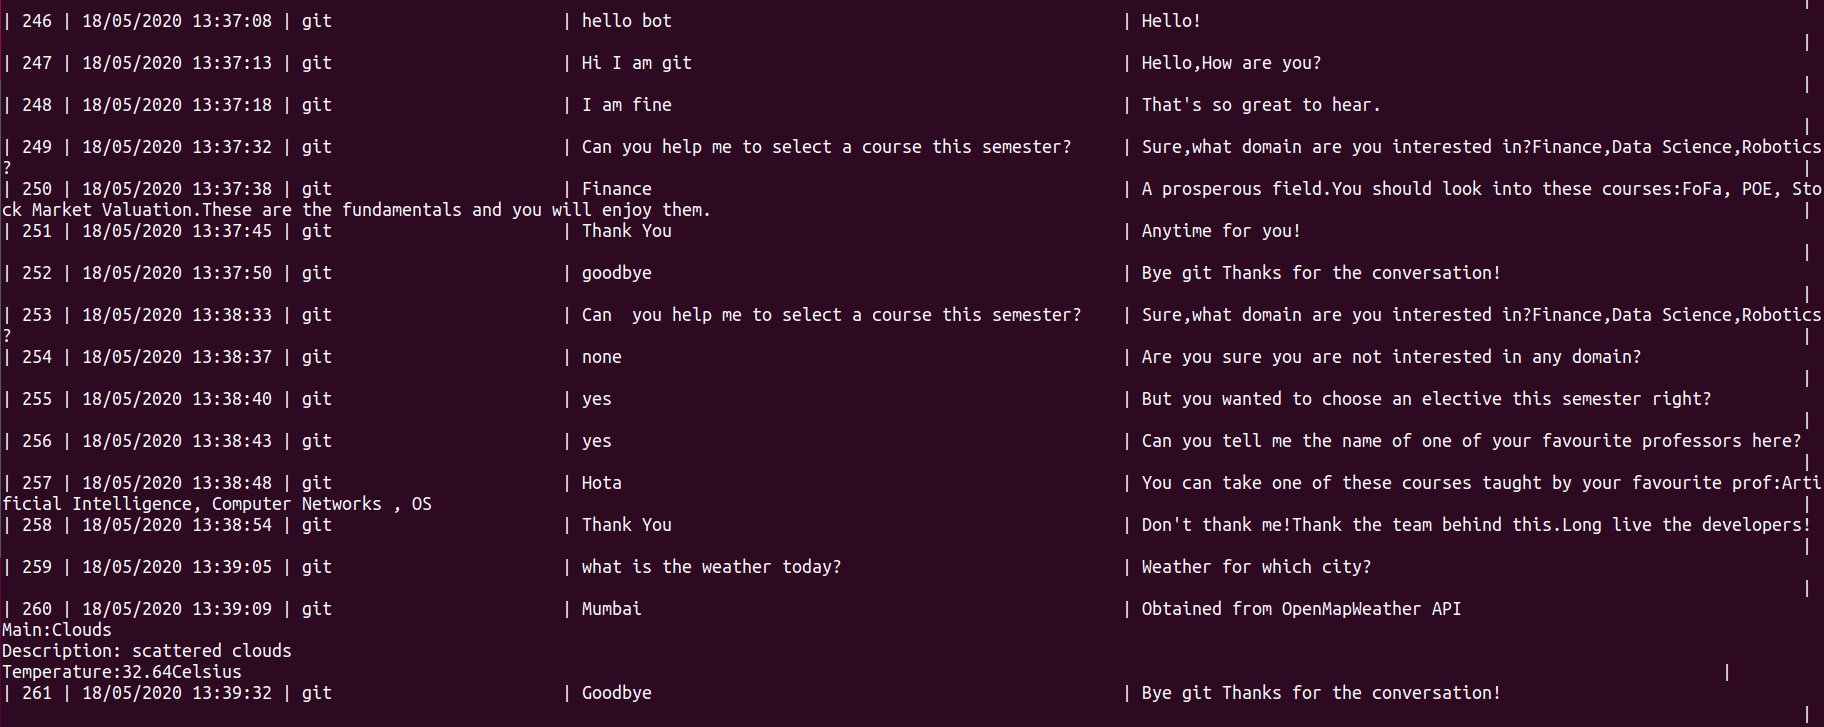 |
| 246 | 18/05/2020 13:37:08 | git | hello bot | Hello!
|
| 247 | 18/05/2020 13:37:13 | git | Hi I am git | Hello,How are you?
|
| 248 | 18/05/2020 13:37:18 | git | I am fine | That's so great to hear.
|
| 249 | 18/05/2020 13:37:32 | git | Can you help me to select a course this semester? | Sure,what domain are you interested in?Finance,Data Science,Robotics
? |
| 250 | 18/05/2020 13:37:38 | git | Finance | A prosperous field.You should look into these courses:FoFa, POE, Sto
ck Market Valuation.These are the fundamentals and you will enjoy them. |
| 251 | 18/05/2020 13:37:45 | git | Thank You | Anytime for you!
|
| 252 | 18/05/2020 13:37:50 | git | goodbye | Bye git Thanks for the conversation!
|
| 253 | 18/05/2020 13:38:33 | git | Can  you help me to select a course this semester? | Sure,what domain are you interested in?Finance,Data Science,Robotics
? |
| 254 | 18/05/2020 13:38:37 | git | none | Are you sure you are not interested in any domain?
|
| 255 | 18/05/2020 13:38:40 | git | yes | But you wanted to choose an elective this semester right?
|
| 256 | 18/05/2020 13:38:43 | git | yes | Can you tell me the name of one of your favourite professors here?
|
| 257 | 18/05/2020 13:38:48 | git | Hota | You can take one of these courses taught by your favourite prof:Arti
ficial Intelligence, Computer Networks , OS |
| 258 | 18/05/2020 13:38:54 | git | Thank You | Don't thank me!Thank the team behind this.Long live the developers!
|
| 259 | 18/05/2020 13:39:05 | git | what is the weather today? | Weather for which city?
|
| 260 | 18/05/2020 13:39:09 | git | Mumbai | Obtained from OpenMapWeather API
Main:Clouds
Description: scattered clouds
Temperature:32.64Celsius |
| 261 | 18/05/2020 13:39:32 | git | Goodbye | Bye git Thanks for the conversation!
|